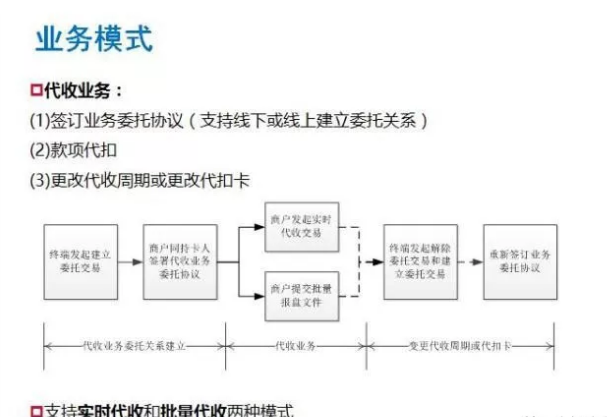 业务模式
代收业务：
(1)签订业务委托协议（支持线下或线上建立委托关系）
(2)款项代扣
(3)更改代收周期或更改代扣卡
终端发起建立
委托交易
商户同持卡人
签署代收业务
委托协议
商户发起实时
代收交易
商户提交批量
报盘文件
终端发起解除
委托交易和建
立委托交易
重新签订业务
委托协议
代收业务委托关系建立
代收业务
变更代收周期或代扣卡
支持实时代收和批量代收两种模式